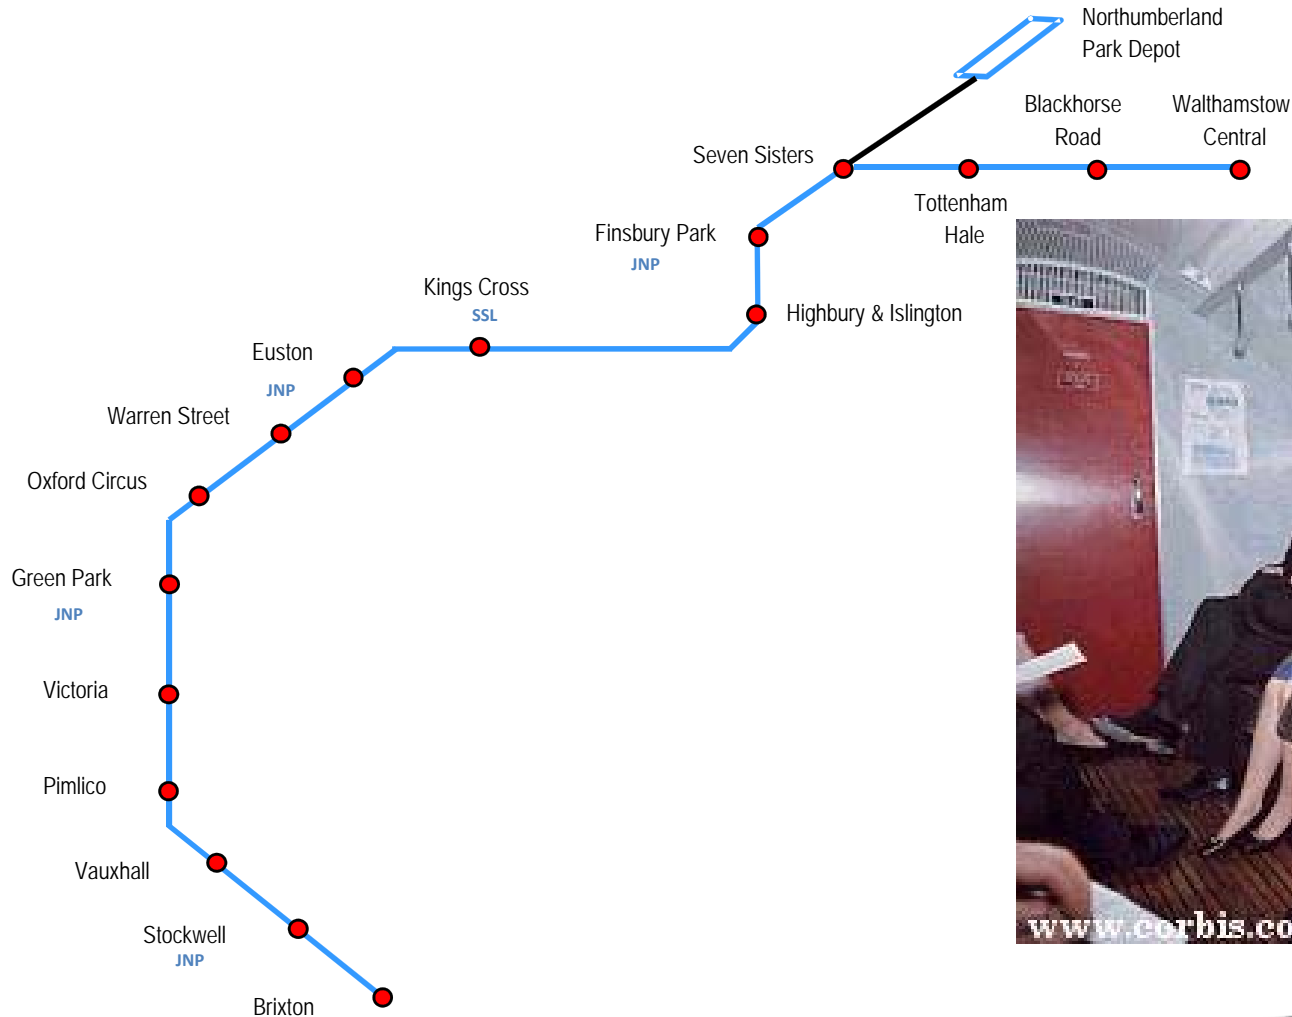 Northumberland
Park Depot
Blackhorse
Road
Walthamstow
Central
Seven Sisters
Tottenham
Hale
Finsbury Park
JNP
Kings Cross
SSL
Highbury & Islington
Euston
JNP
Warren Street
Oxford Circus
Green Park
JNP
Victoria
Pimlico
Vauxhall
Stockwell
JNP
Brixton
www.corbis.co